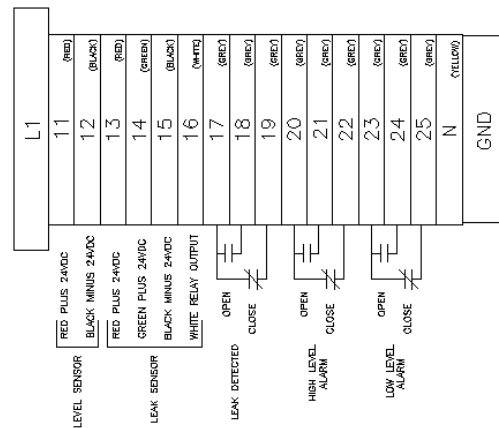 L1
11 (RED)
12 (BLACK)
13 (RED)
14 (GREEN)
15 (BLACK)
16 (WHITE)
17 (GREY)
18 (GREY)
19 (GREY)
20 (GREY)
21 (GREY)
22 (GREY)
23 (GREY)
24 (GREY)
25 (GREY)
N (YELLOW)
GND
RED PLUS 24VDC
BLACK MINUS 24VDC
LEVEL SENSOR
RED PLUS 24VDC
GREEN PLUS 24VDC
BLACK MINUS 24VDC
WHITE RELAY OUTPUT
LEAK SENSOR
OPEN
CLOSE
LEAK DETECTED
OPEN
CLOSE
HIGH LEVEL
ALARM
OPEN
CLOSE
LOW LEVEL
ALARM